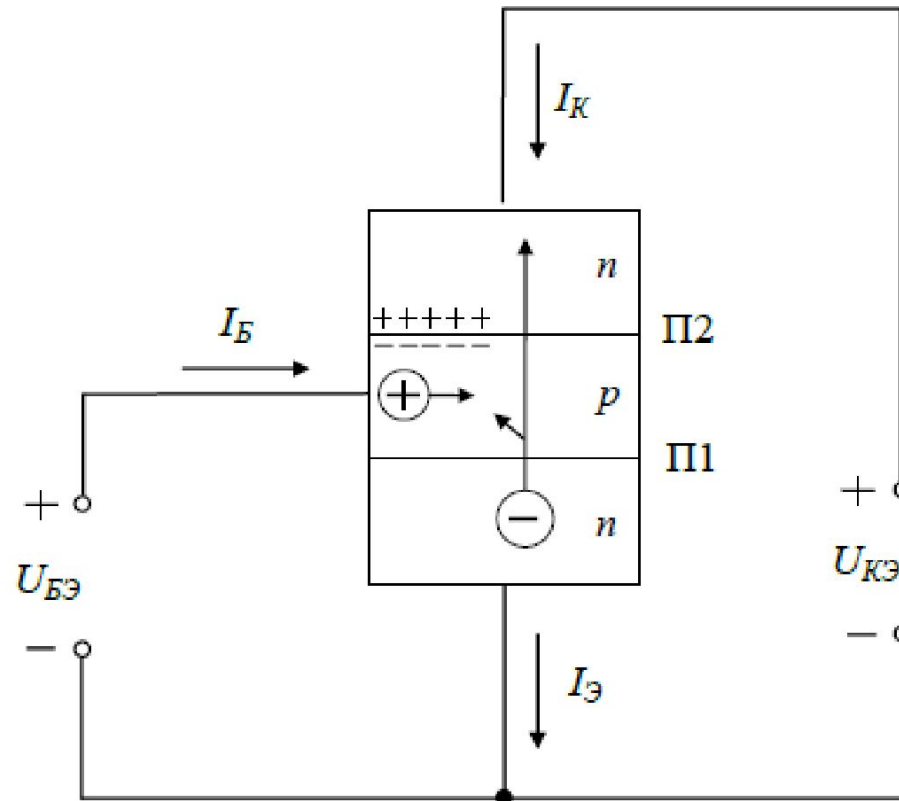 I_К
n
+ + + + +
I_Б
П2
– – – – –
+
p
П1
+
+
–
n
U_БЭ
U_КЭ
–
–
I_Э